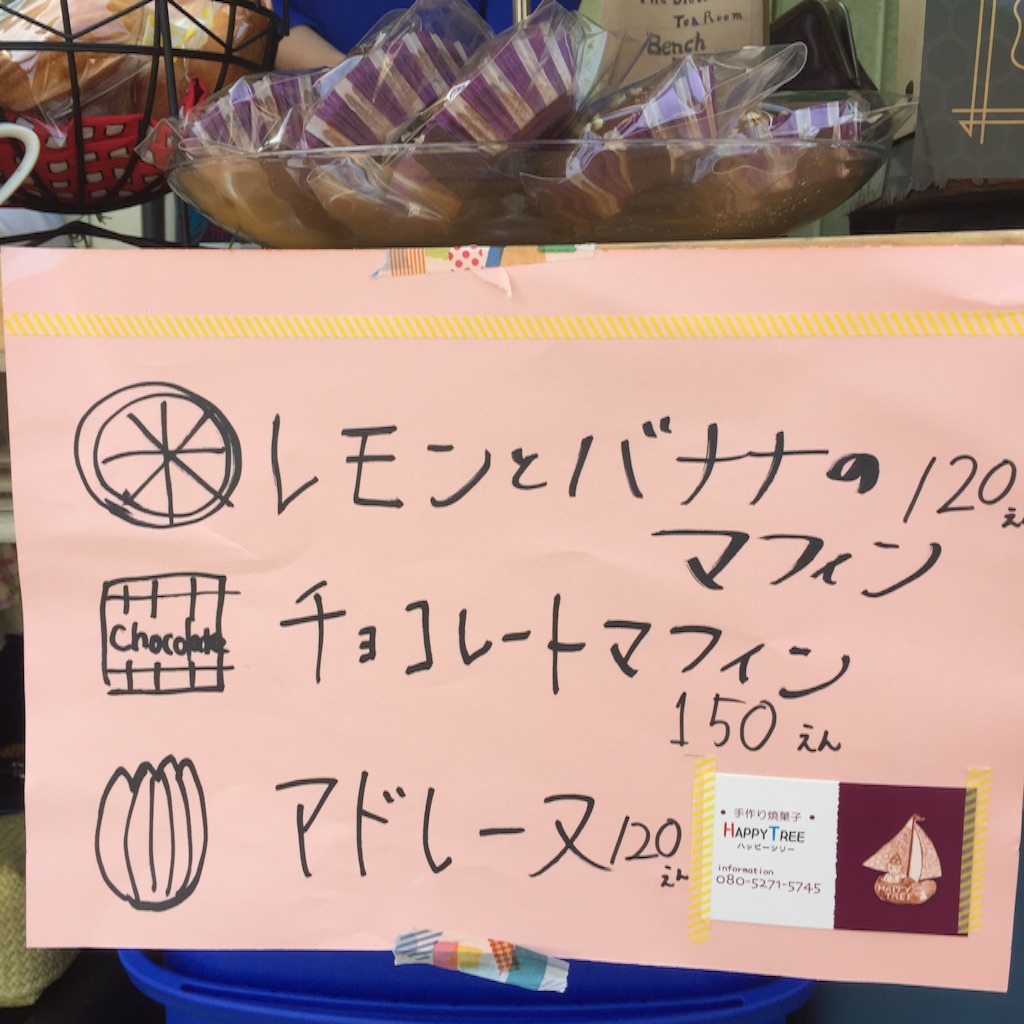 Tea Room
Bench
レモンとバナナの 120えん
マフィン
Chocolate
チョコレートマフィン
150えん
アドレーヌ 120えん
手作り焼菓子
HAPPY TREE
ハッピーツリー
information
080-5271-5745
HAPPY
TREE